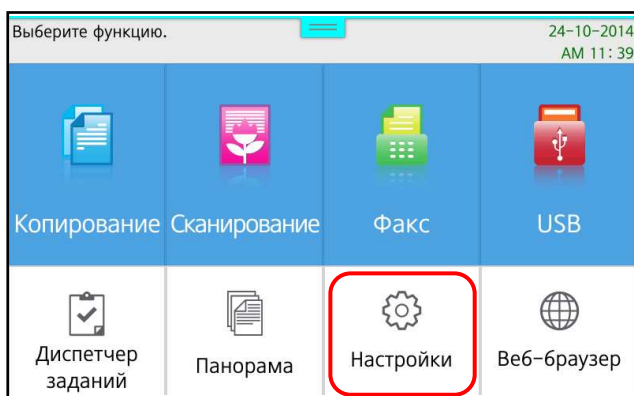 Выберите функцию.
24-10-2014
AM 11:39
Копирование
Сканирование
Факс
USB
Диспетчер
заданий
Панорама
Настройки
Веб-браузер